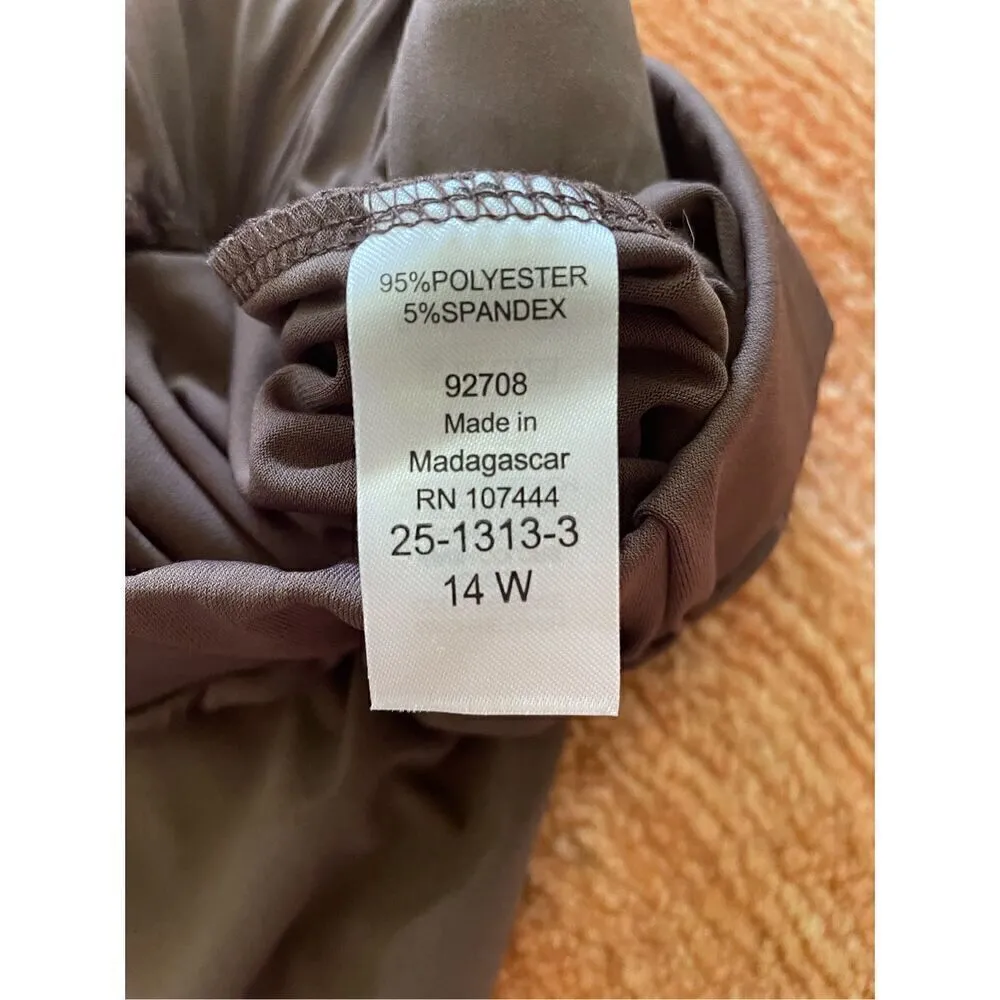 95%POLYESTER
5%SPANDEX
92708
Made in
Madagascar
RN 107444
25-1313-3
14 W